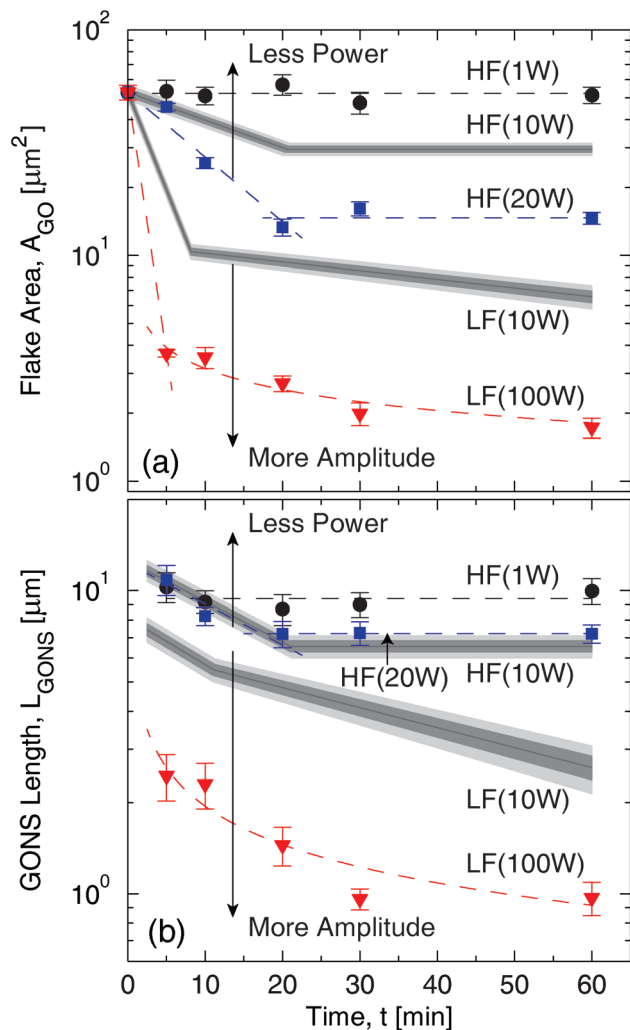 10²
Less Power
HF(1W)
HF(10W)
HF(20W)
10¹
LF(10W)
LF(100W)
(a)
More Amplitude
10⁰
Flake Area, A_GO [μm²]
Less Power
10¹
HF(1W)
HF(20W)
HF(10W)
LF(10W)
LF(100W)
10⁰
(b)
More Amplitude
GONS Length, L_GONS [μm]
0 10 20 30 40 50 60
Time, t [min]